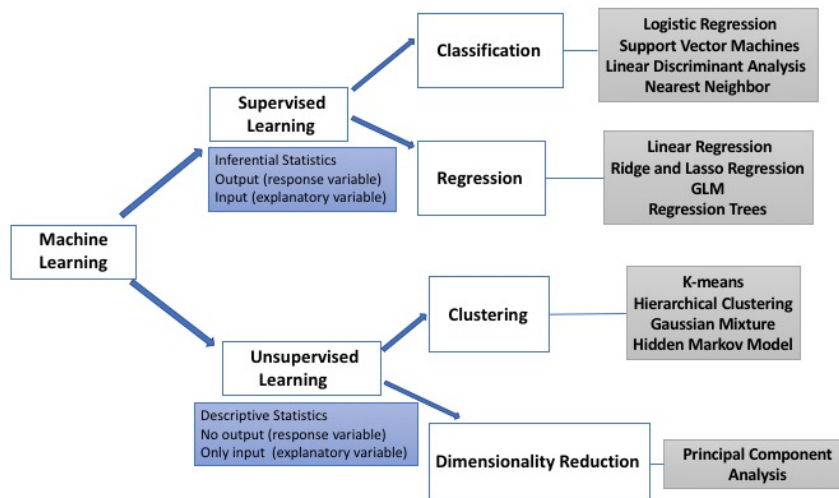 Machine
Learning
Supervised
Learning
Inferential Statistics
Output (response variable)
Input (explanatory variable)
Classification
Logistic Regression
Support Vector Machines
Linear Discriminant Analysis
Nearest Neighbor
Regression
Linear Regression
Ridge and Lasso Regression
GLM
Regression Trees
Unsupervised
Learning
Descriptive Statistics
No output (response variable)
Only input (explanatory variable)
Clustering
K-means
Hierarchical Clustering
Gaussian Mixture
Hidden Markov Model
Dimensionality Reduction
Principal Component
Analysis